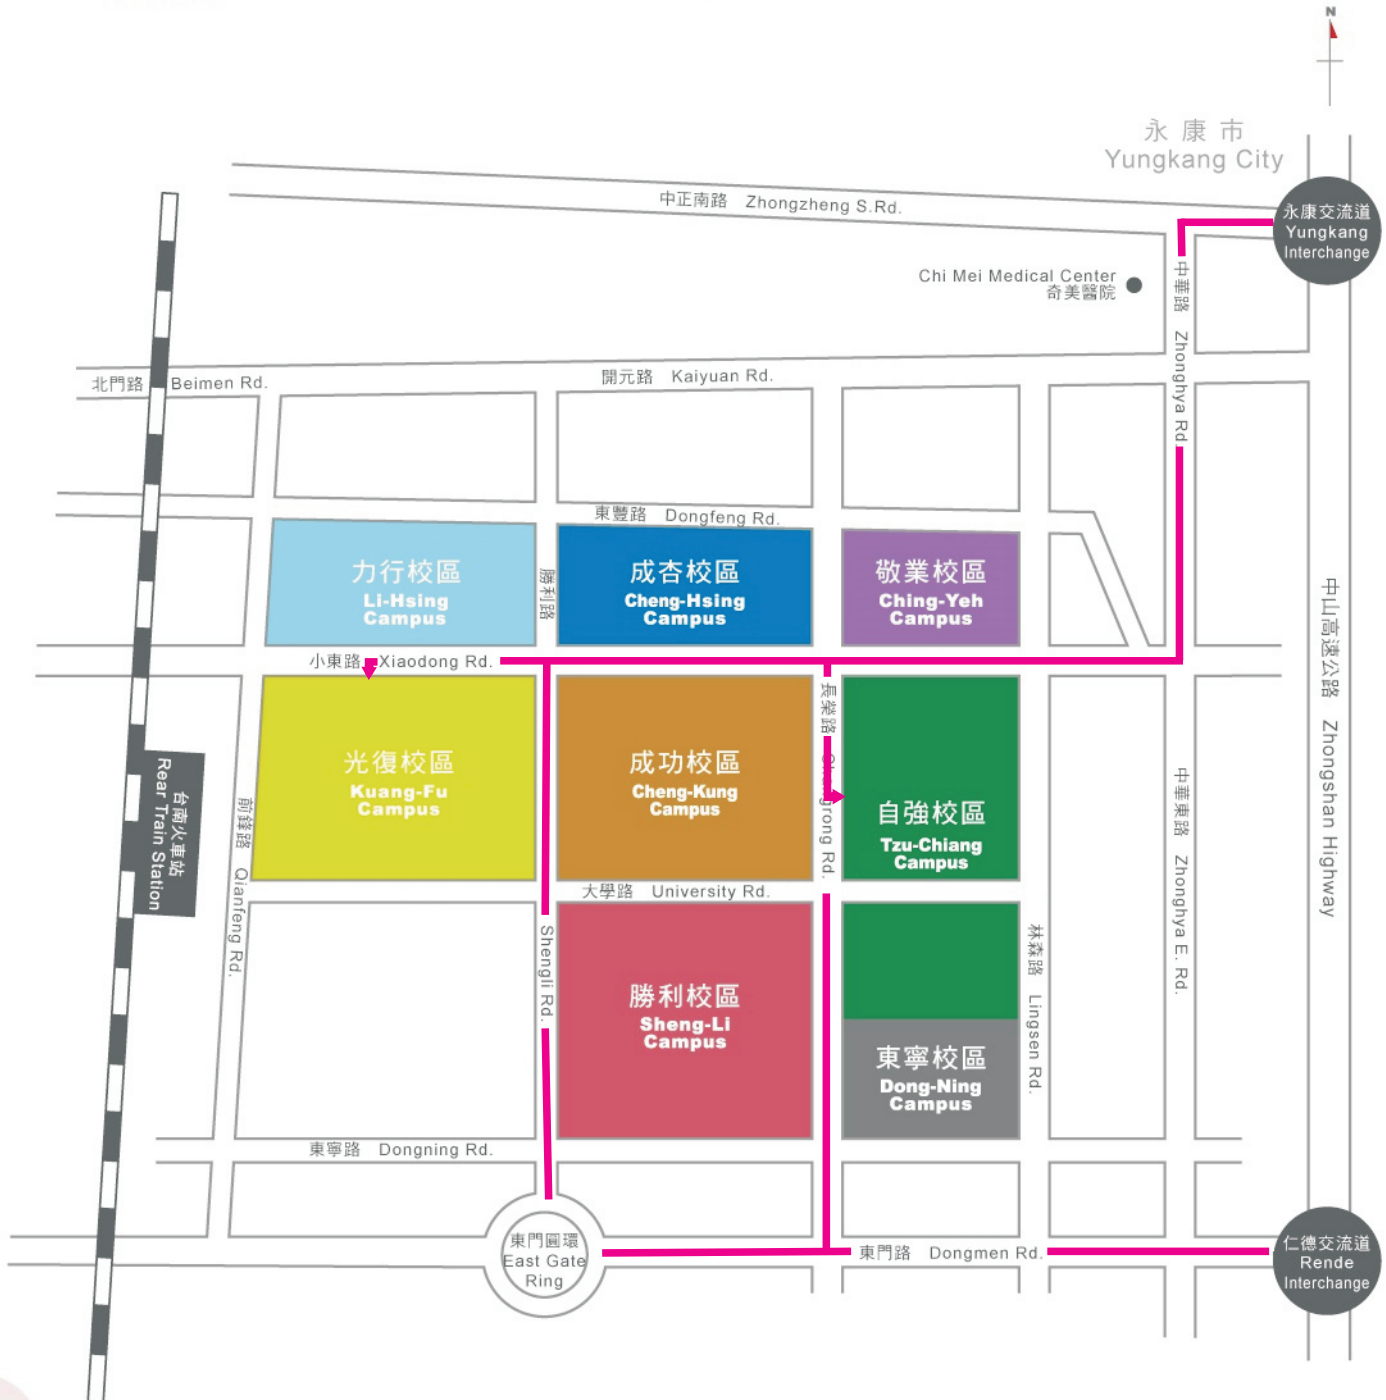 N
永康市
Yungkang City
中正南路 Zhongzheng S.Rd.
永康交流道
Yungkang
Interchange
Chi Mei Medical Center
奇美醫院
中華路 Zhonghya Rd.
北門路 Beimen Rd.
開元路 Kaiyuan Rd.
東豐路 Dongfeng Rd.
力行校區
Li-Hsing
Campus
勝利路
成杏校區
Cheng-Hsing
Campus
敬業校區
Ching-Yeh
Campus
中山高速公路 Zhongshan Highway
小東路 Xiaodong Rd.
台南火車站
Rear Train Station
前鋒路 Qianfeng Rd.
光復校區
Kuang-Fu
Campus
成功校區
Cheng-Kung
Campus
長榮路 Changrong Rd.
自強校區
Tzu-Chiang
Campus
中華東路 Zhonghya E. Rd.
大學路 University Rd.
Shengli Rd.
勝利校區
Sheng-Li
Campus
林森路 Lingsen Rd.
東寧校區
Dong-Ning
Campus
東寧路 Dongning Rd.
東門圓環
East Gate
Ring
東門路 Dongmen Rd.
仁德交流道
Rende
Interchange